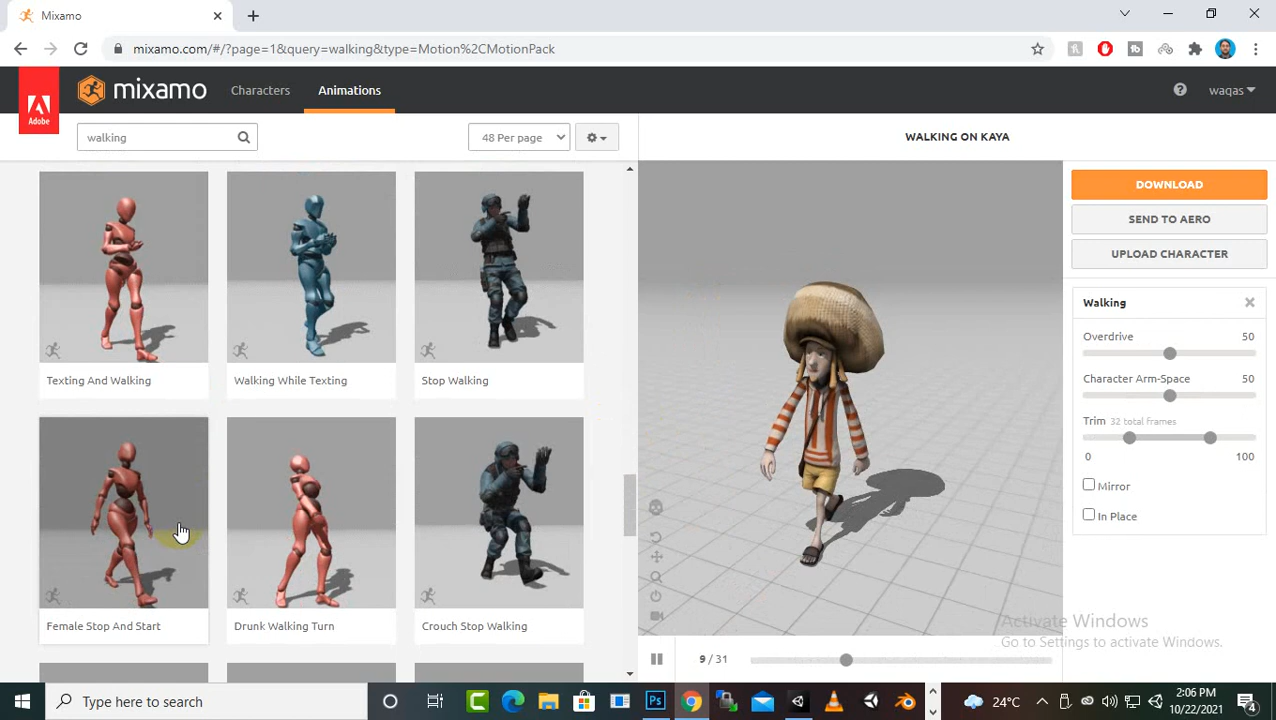 Mixamo
mixamo.com/#/?page=1&query=walking&type=Motion%2CMotionPack
Adobe
mixamo
Characters
Animations
waqas
walking
48 Per page
WALKING ON KAYA
Texting And Walking
Walking While Texting
Stop Walking
Female Stop And Start
Drunk Walking Turn
Crouch Stop Walking
DOWNLOAD
SEND TO AERO
UPLOAD CHARACTER
Walking
Overdrive 50
Character Arm-Space 50
Trim 32 total frames
0 100
Mirror
In Place
Activate Windows
Go to Settings to activate Windows.
9 / 31
Type here to search
Ps
24°C
2:06 PM
10/22/2021
4